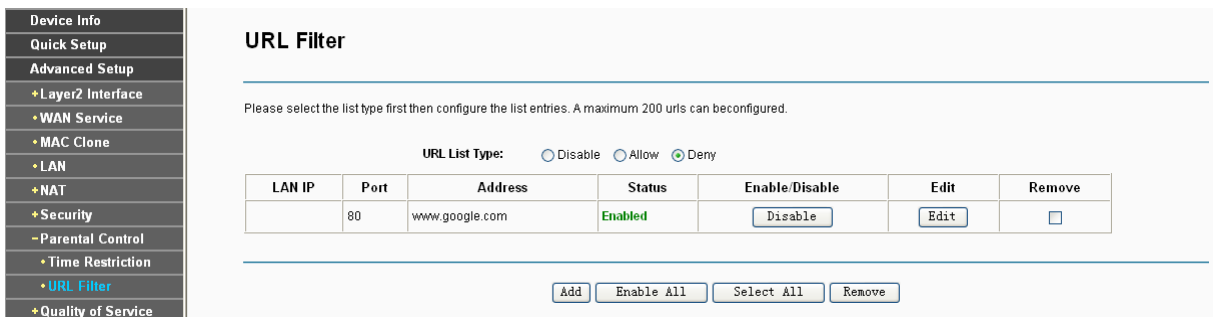 Device Info
Quick Setup
Advanced Setup
+Layer2 Interface
•WAN Service
•MAC Clone
•LAN
+NAT
+Security
−Parental Control
•Time Restriction
•URL Filter
+Quality of Service
URL Filter
Please select the list type first then configure the list entries. A maximum 200 urls can beconfigured.
URL List Type: Disable Allow Deny
LAN IP Port Address Status Enable/Disable Edit Remove
80 www.google.com Enabled Disable Edit
Add Enable All Select All Remove